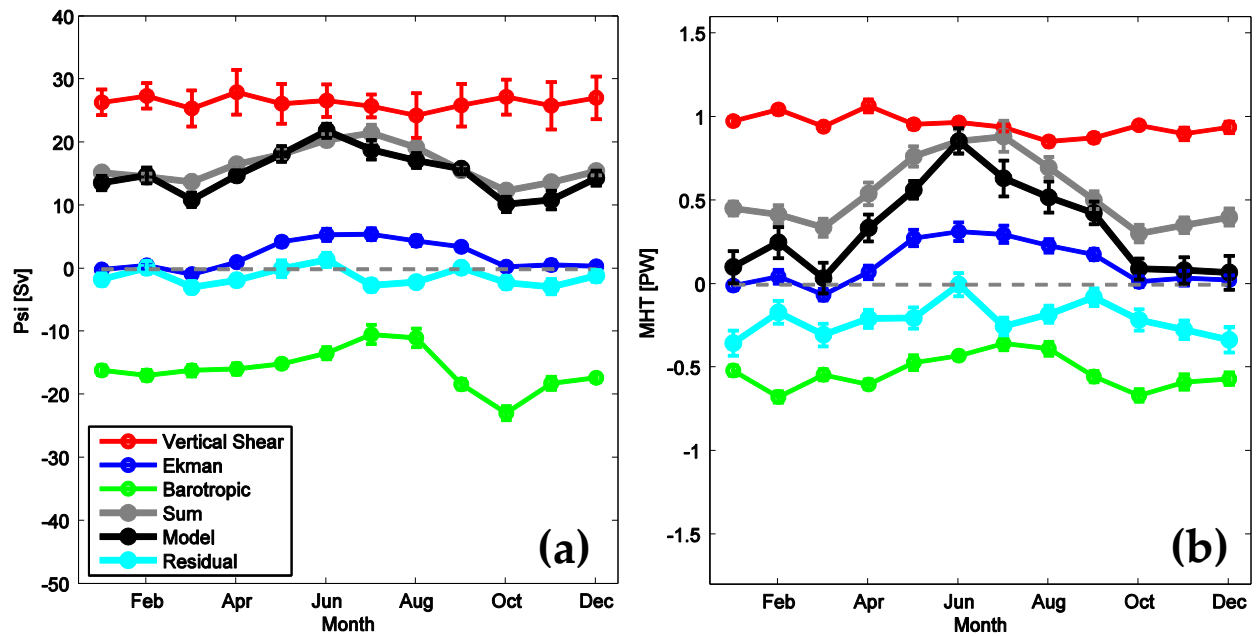 40
30
20
10
0
-10
-20
-30
-40
-50
Psi [Sv]
Feb Apr Jun Aug Oct Dec
Month
Vertical Shear
Ekman
Barotropic
Sum
Model
Residual
(a)
1.5
1
0.5
0
-0.5
-1
-1.5
MHT [PW]
Feb Apr Jun Aug Oct Dec
Month
(b)